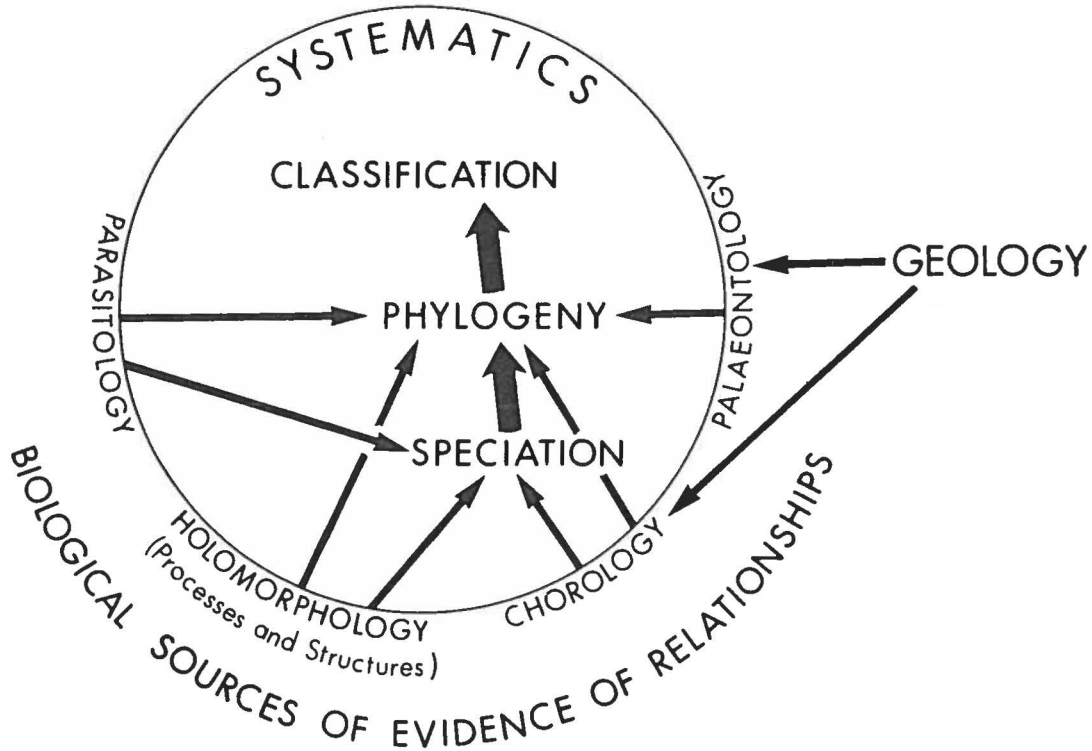 SYSTEMATICS
CLASSIFICATION
PARASITOLOGY
PALAEONTOLOGY
GEOLOGY
PHYLOGENY
SPECIATION
HOLOMORPHOLOGY
(Processes and Structures)
CHOROLOGY
BIOLOGICAL SOURCES OF EVIDENCE OF RELATIONSHIPS